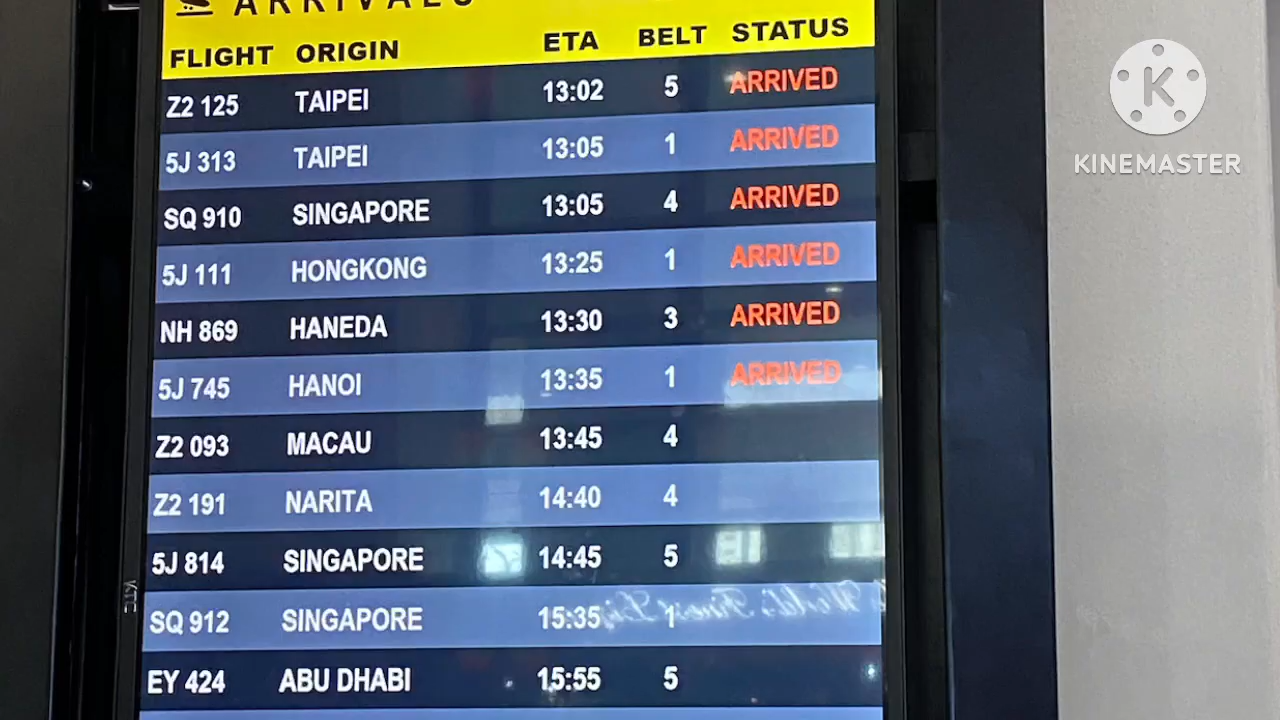 ARRIVALS
FLIGHT ORIGIN ETA BELT STATUS
Z2 125 TAIPEI 13:02 5 ARRIVED
5J 313 TAIPEI 13:05 1 ARRIVED
SQ 910 SINGAPORE 13:05 4 ARRIVED
5J 111 HONGKONG 13:25 1 ARRIVED
NH 869 HANEDA 13:30 3 ARRIVED
5J 745 HANOI 13:35 1 ARRIVED
Z2 093 MACAU 13:45 4
Z2 191 NARITA 14:40 4
5J 814 SINGAPORE 14:45 5
SQ 912 SINGAPORE 15:35 1
EY 424 ABU DHABI 15:55 5
KTC
K
KINEMASTER